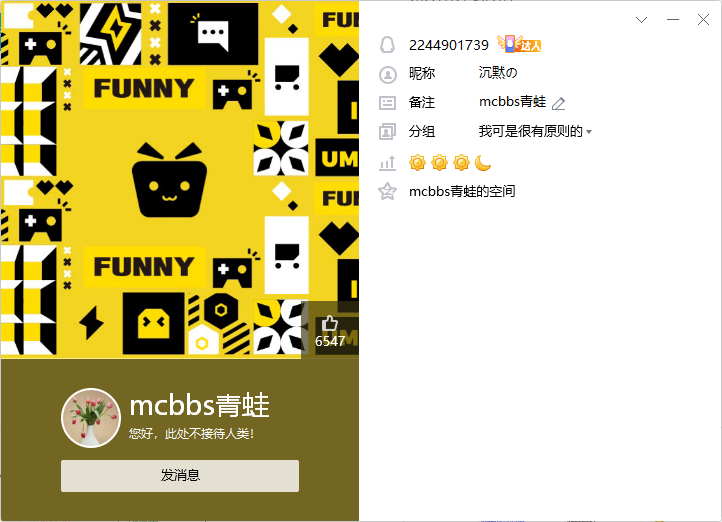 FUN
FUNNY
UM
FUN
FUNNY
UM
6547
mcbbs青蛙
您好，此处不接待人类！
发消息
2244901739
达人
昵称
沉默の
备注
mcbbs青蛙
分组
我可是很有原则的
mcbbs青蛙的空间